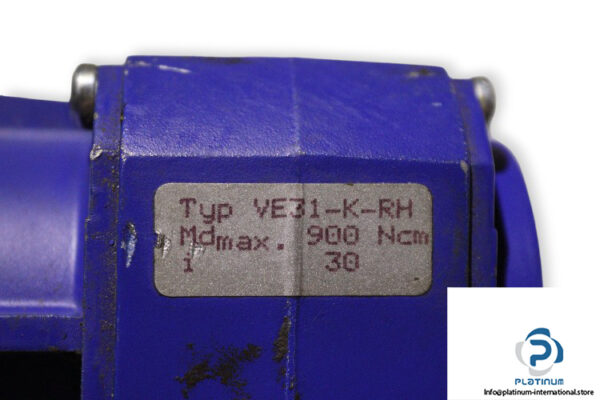 Typ VE31-K-RH
Mdmax. 900 Ncm
i 30
PLATINUM
Info@platinum-international.store